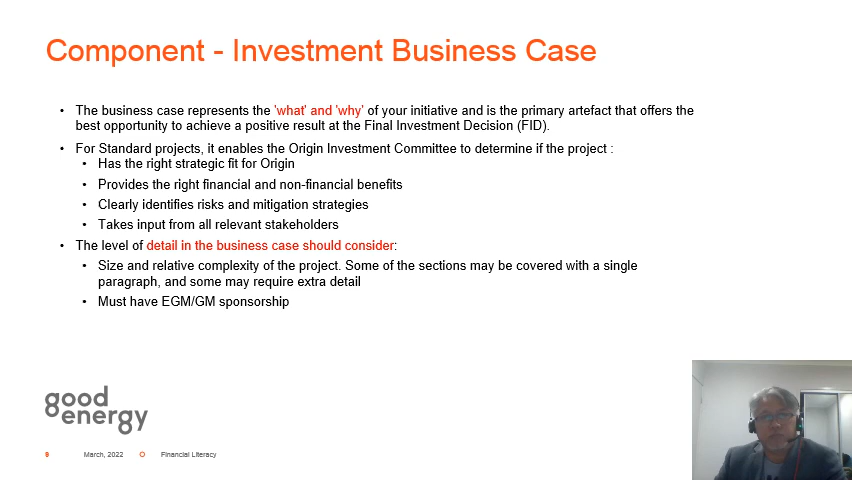 Component - Investment Business Case
• The business case represents the 'what' and 'why' of your initiative and is the primary artefact that offers the
best opportunity to achieve a positive result at the Final Investment Decision (FID).
• For Standard projects, it enables the Origin Investment Committee to determine if the project :
• Has the right strategic fit for Origin
• Provides the right financial and non-financial benefits
• Clearly identifies risks and mitigation strategies
• Takes input from all relevant stakeholders
• The level of detail in the business case should consider:
• Size and relative complexity of the project. Some of the sections may be covered with a single
paragraph, and some may require extra detail
• Must have EGM/GM sponsorship
good
energy
9 March, 2022 Financial Literacy